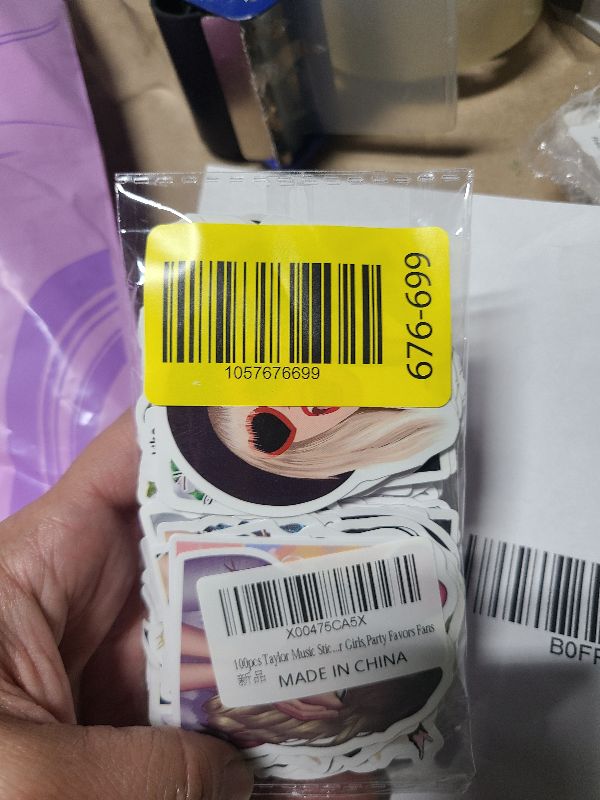 1057676699
676-699
X00475CA5X
100pcs Taylor Music Stic...r Girls,Party Favors Fans
新品
MADE IN CHINA
B0FF